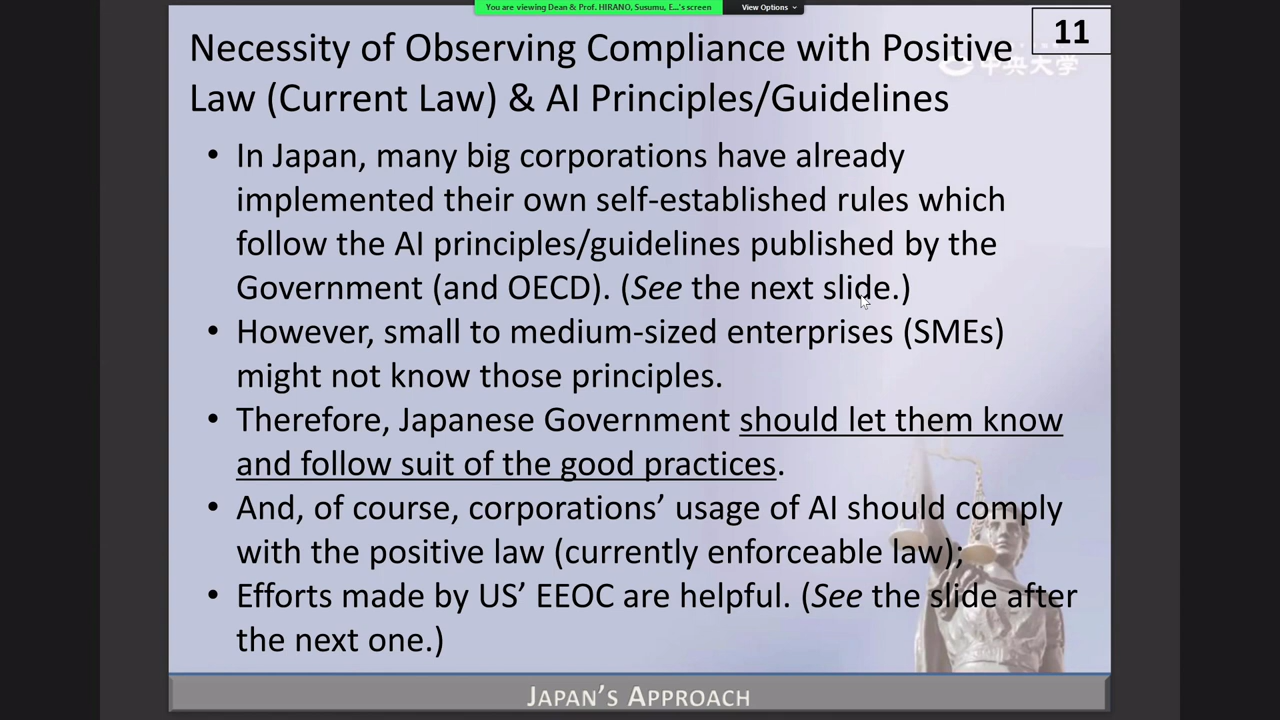 You are viewing Dean & Prof. HIRANO, Susumu, E...'s screen
View Options
11
中央大学
Necessity of Observing Compliance with Positive
Law (Current Law) & AI Principles/Guidelines
• In Japan, many big corporations have already
implemented their own self-established rules which
follow the AI principles/guidelines published by the
Government (and OECD). (See the next slide.)
• However, small to medium-sized enterprises (SMEs)
might not know those principles.
• Therefore, Japanese Government should let them know
and follow suit of the good practices.
• And, of course, corporations’ usage of AI should comply
with the positive law (currently enforceable law);
• Efforts made by US’ EEOC are helpful. (See the slide after
the next one.)
JAPAN’S APPROACH